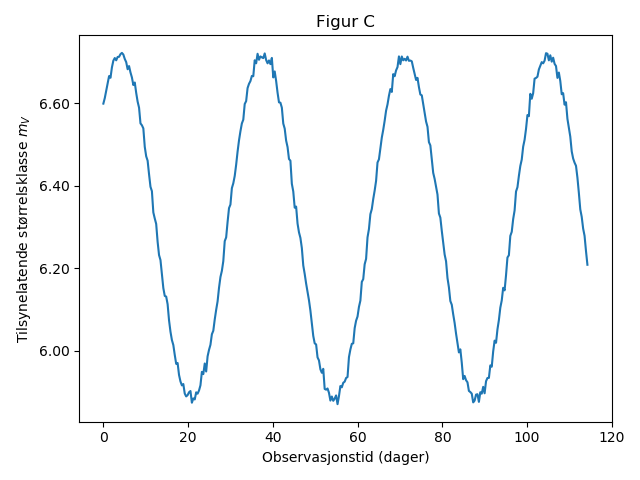 Figur C
Tilsynelatende størrelsklasse m_V
6.60
6.40
6.20
6.00
0 20 40 60 80 100 120
Observasjonstid (dager)